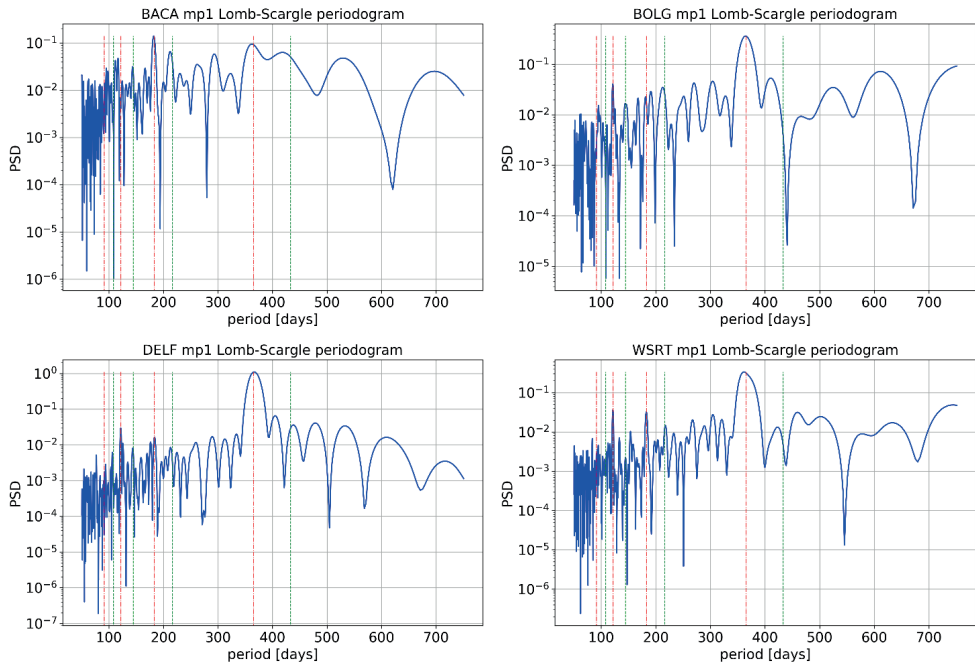 BACA mp1 Lomb-Scargle periodogram
PSD
10⁻¹
10⁻²
10⁻³
10⁻⁴
10⁻⁵
10⁻⁶
100 200 300 400 500 600 700
period [days]
BOLG mp1 Lomb-Scargle periodogram
PSD
10⁻¹
10⁻²
10⁻³
10⁻⁴
10⁻⁵
100 200 300 400 500 600 700
period [days]
DELF mp1 Lomb-Scargle periodogram
PSD
10⁰
10⁻¹
10⁻²
10⁻³
10⁻⁴
10⁻⁵
10⁻⁶
10⁻⁷
100 200 300 400 500 600 700
period [days]
WSRT mp1 Lomb-Scargle periodogram
PSD
10⁻¹
10⁻²
10⁻³
10⁻⁴
10⁻⁵
10⁻⁶
100 200 300 400 500 600 700
period [days]